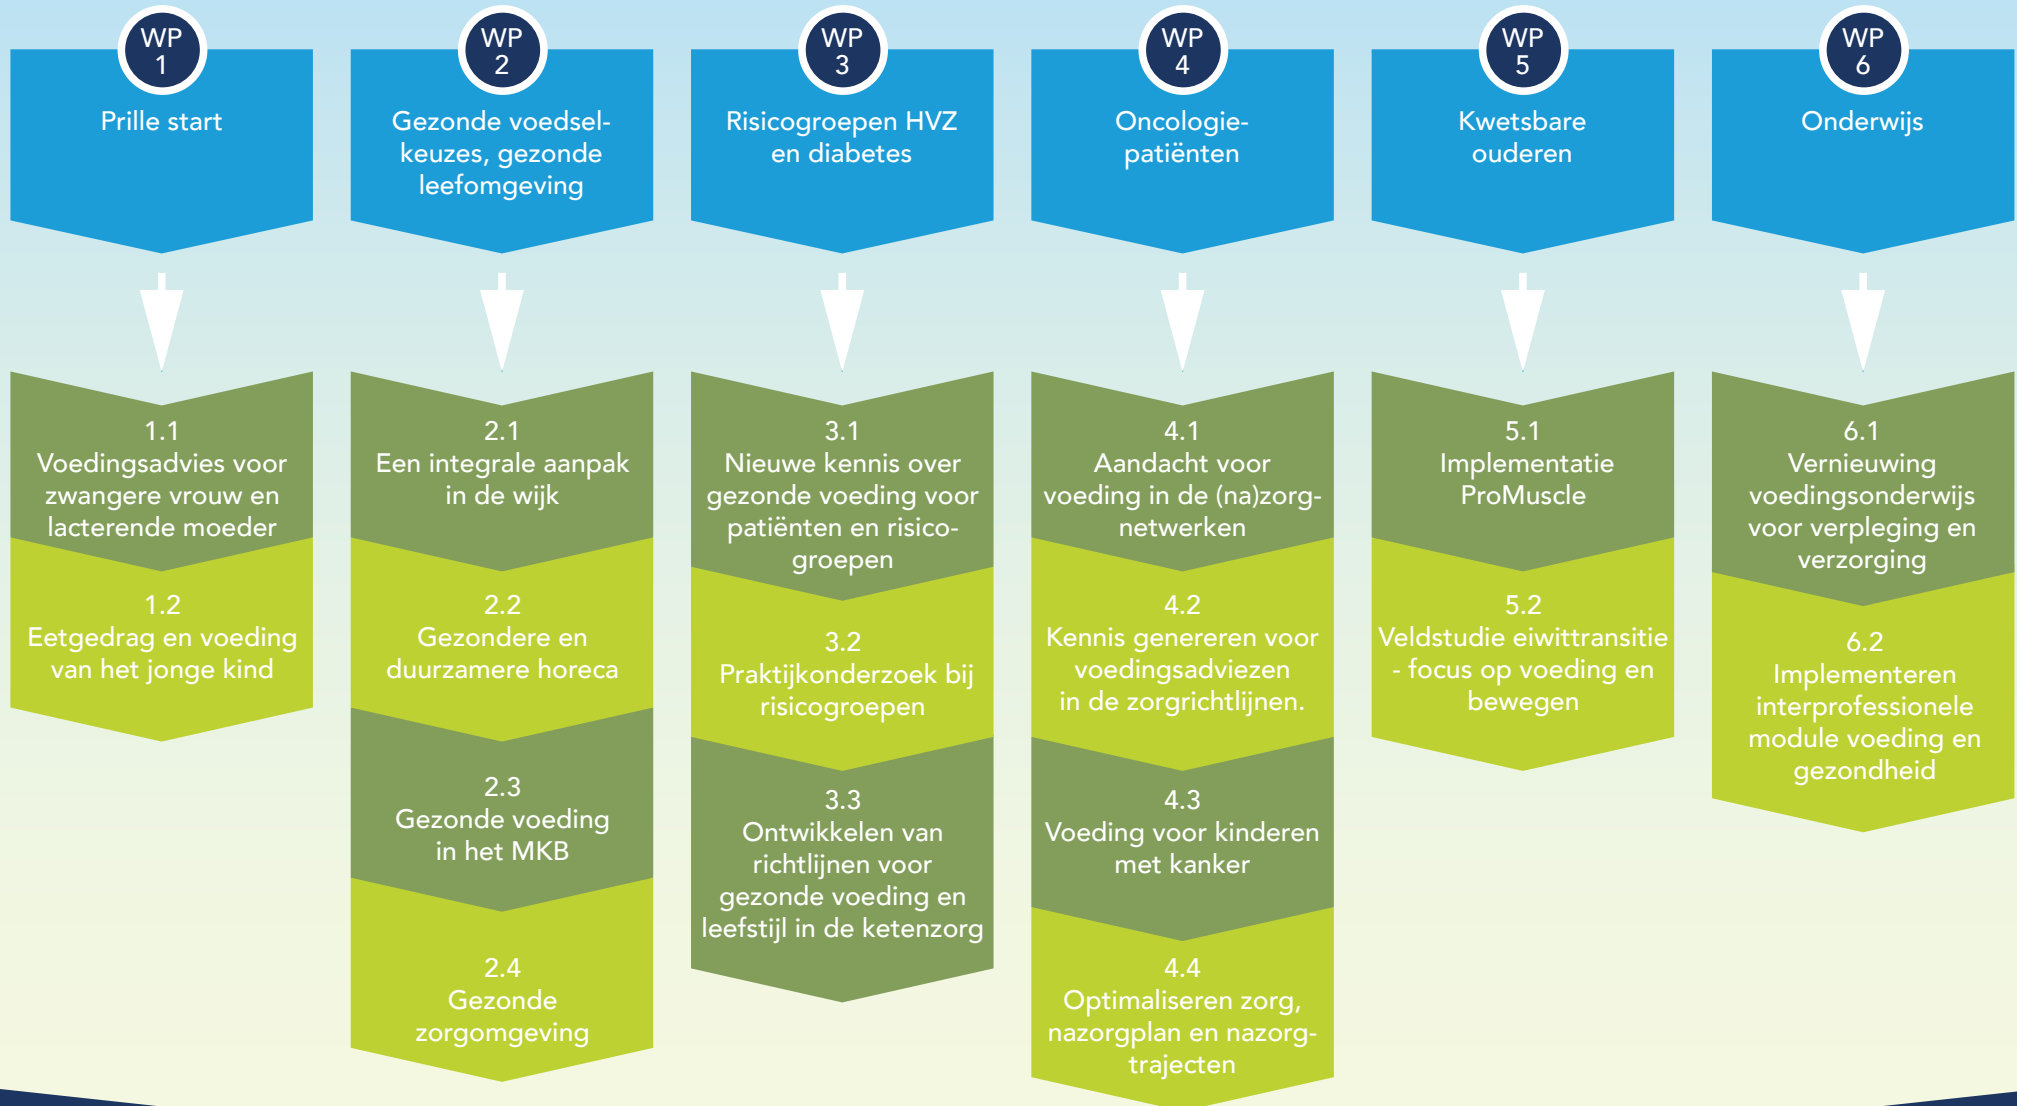 WP
1
Prille start
1.1
Voedingsadvies voor
zwangere vrouw en
lacterende moeder
1.2
Eetgedrag en voeding
van het jonge kind
WP
2
Gezonde voedsel-
keuzes, gezonde
leefomgeving
2.1
Een integrale aanpak
in de wijk
2.2
Gezondere en
duurzamere horeca
2.3
Gezonde voeding
in het MKB
2.4
Gezonde
zorgomgeving
WP
3
Risicogroepen HVZ
en diabetes
3.1
Nieuwe kennis over
gezonde voeding voor
patiënten en risico-
groepen
3.2
Praktijkonderzoek bij
risicogroepen
3.3
Ontwikkelen van
richtlijnen voor
gezonde voeding en
leefstijl in de ketenzorg
WP
4
Oncologie-
patiënten
4.1
Aandacht voor
voeding in de (na)zorg-
netwerken
4.2
Kennis genereren voor
voedingsadviezen
in de zorgrichtlijnen.
4.3
Voeding voor kinderen
met kanker
4.4
Optimaliseren zorg,
nazorgplan en nazorg-
trajecten
WP
5
Kwetsbare
ouderen
5.1
Implementatie
ProMuscle
5.2
Veldstudie eiwittransitie
- focus op voeding en
bewegen
WP
6
Onderwijs
6.1
Vernieuwing
voedingsonderwijs
voor verpleging en
verzorging
6.2
Implementeren
interprofessionele
module voeding en
gezondheid